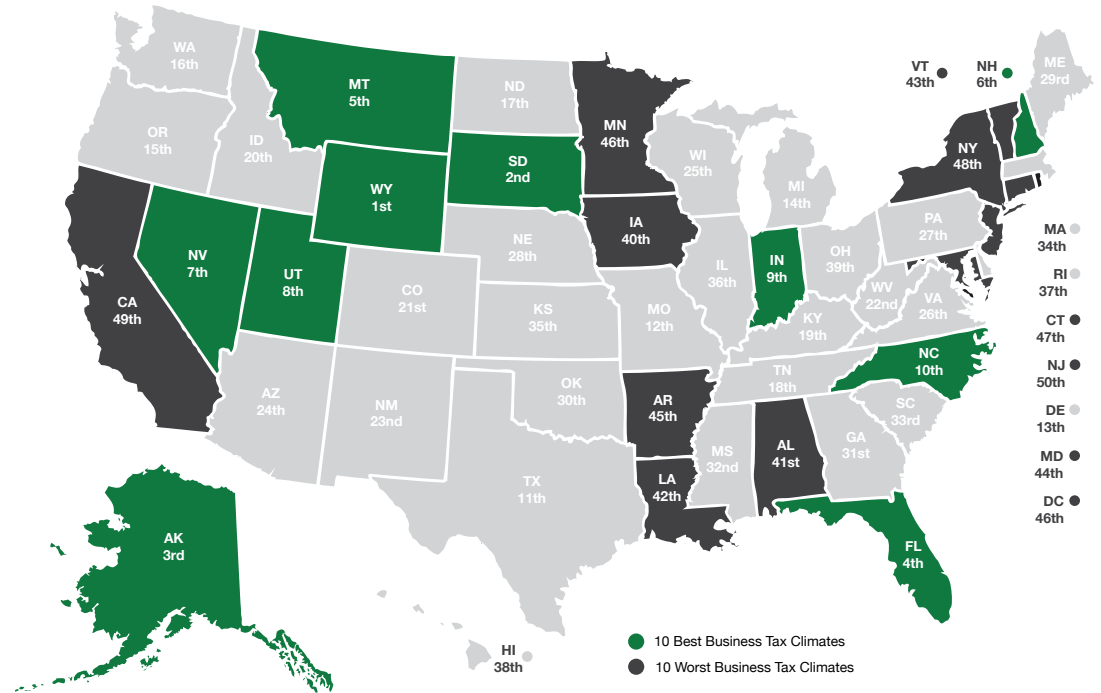 WA
16th
MT
5th
ND
17th
MN
46th
VT
43th
NH
6th
ME
29rd
OR
15th
ID
20th
SD
2nd
WI
25th
NY
48th
WY
1st
MI
14th
NV
7th
UT
8th
NE
28th
IA
40th
PA
27th
MA
34th
CA
49th
CO
21st
IL
36th
IN
9th
OH
39th
WV
22nd
VA
26th
RI
37th
KS
35th
MO
12th
KY
19th
CT
47th
NC
10th
NJ
50th
AZ
24th
NM
23nd
OK
30th
AR
45th
TN
18th
SC
33rd
DE
13th
TX
11th
LA
42th
MS
32nd
AL
41st
GA
31st
MD
44th
DC
46th
AK
3rd
FL
4th
HI
38th
10 Best Business Tax Climates
10 Worst Business Tax Climates